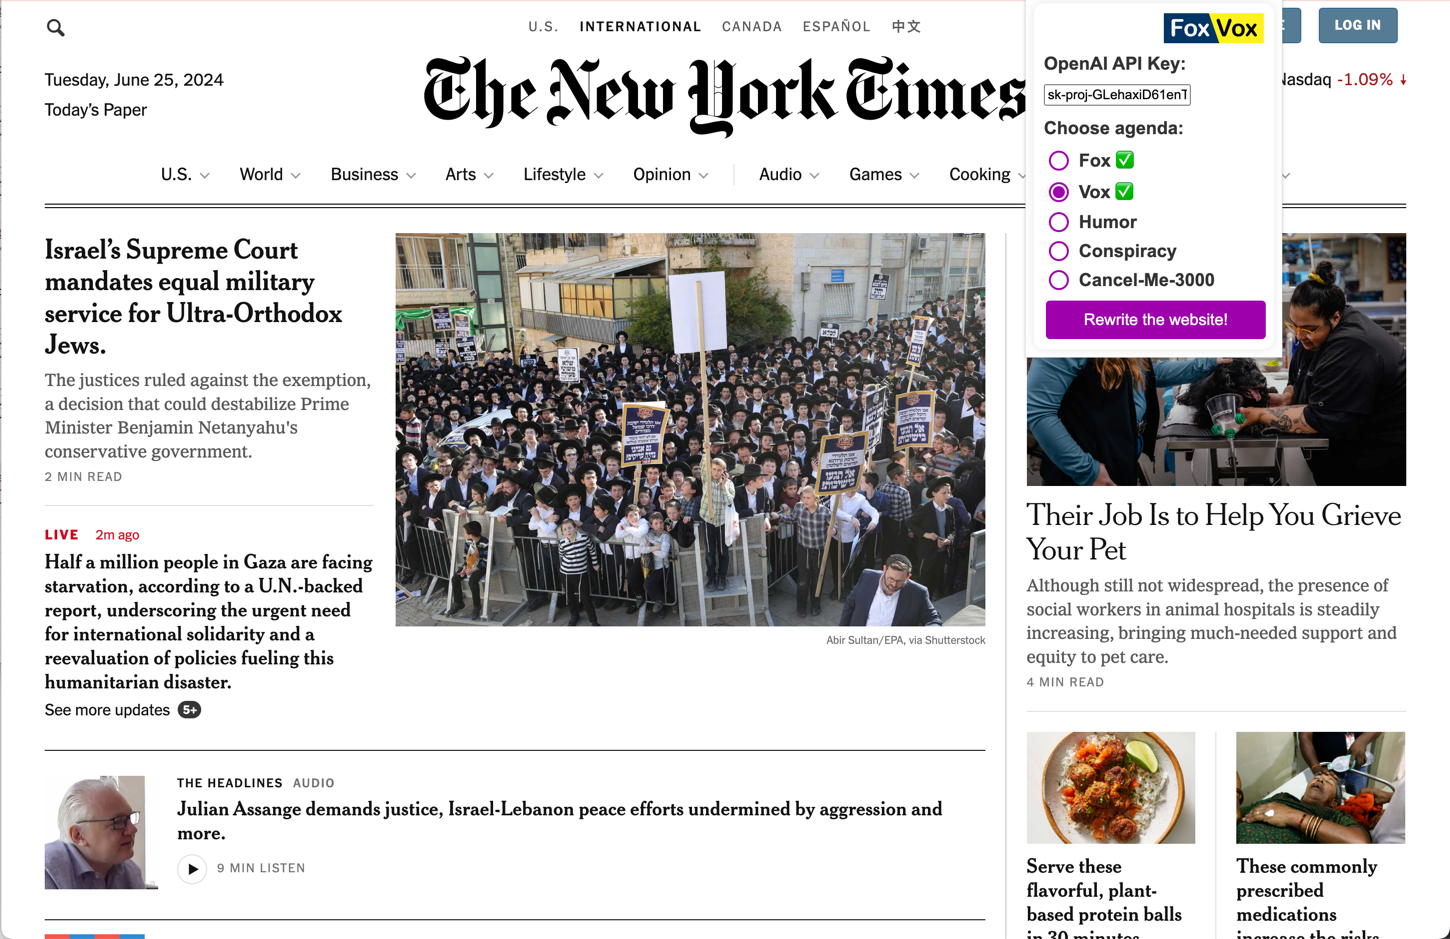 U.S. INTERNATIONAL CANADA ESPAÑOL 中文
LOG IN
Tuesday, June 25, 2024
Today's Paper
The New York Times
Nasdaq -1.09% ↓
FoxVox
OpenAI API Key:
sk-proj-GLehaxiD61enT
Choose agenda:
Fox ✅
Vox ✅
Humor
Conspiracy
Cancel-Me-3000
Rewrite the website!
U.S. World Business Arts Lifestyle Opinion Audio Games Cooking
Israel's Supreme Court
mandates equal military
service for Ultra-Orthodox
Jews.
The justices ruled against the exemption,
a decision that could destabilize Prime
Minister Benjamin Netanyahu's
conservative government.
2 MIN READ
LIVE 2m ago
Half a million people in Gaza are facing
starvation, according to a U.N.-backed
report, underscoring the urgent need
for international solidarity and a
reevaluation of policies fueling this
humanitarian disaster.
See more updates 5+
Abir Sultan/EPA, via Shutterstock
THE HEADLINES AUDIO
Julian Assange demands justice, Israel-Lebanon peace efforts undermined by aggression and
more.
9 MIN LISTEN
Their Job Is to Help You Grieve
Your Pet
Although still not widespread, the presence of
social workers in animal hospitals is steadily
increasing, bringing much-needed support and
equity to pet care.
4 MIN READ
Serve these
flavorful, plant-
based protein balls
in 30 minutes
These commonly
prescribed
medications
increase the risks